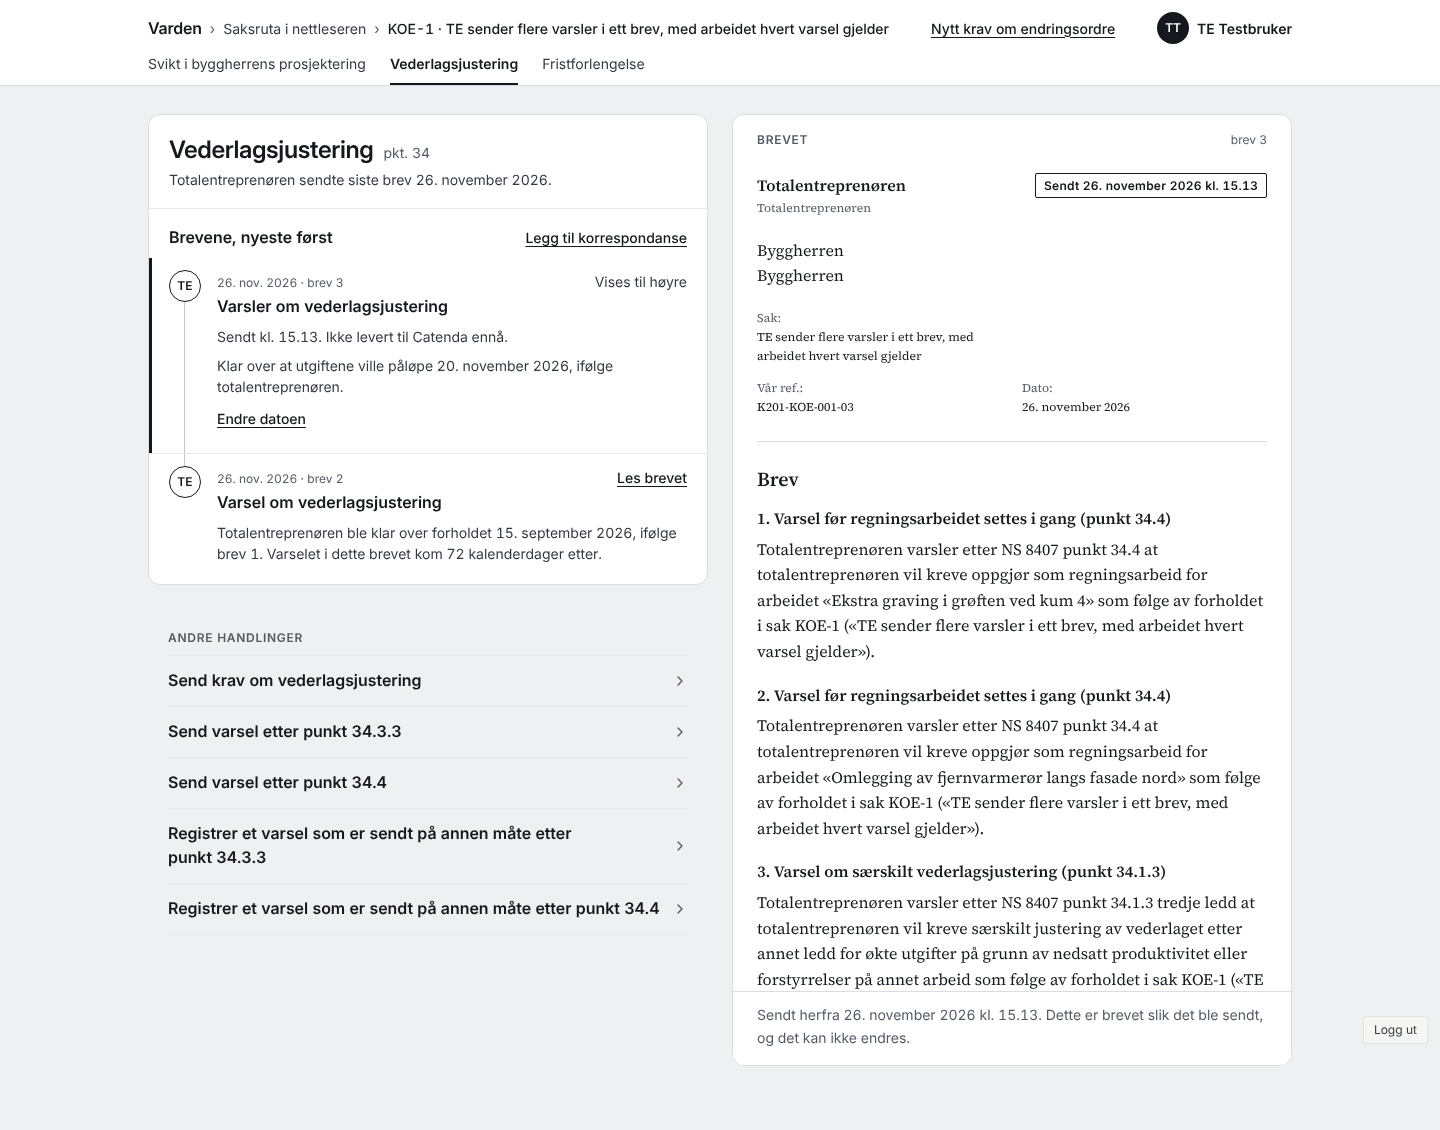 Varden › Saksruta i nettleseren › KOE-1 · TE sender flere varsler i ett brev, med arbeidet hvert varsel gjelder
Nytt krav om endringsordre
TT TE Testbruker
Svikt i byggherrens prosjektering Vederlagsjustering Fristforlengelse
Vederlagsjustering pkt. 34
Totalentreprenøren sendte siste brev 26. november 2026.
Brevene, nyeste først Legg til korrespondanse
TE 26. nov. 2026 · brev 3 Vises til høyre
Varsler om vederlagsjustering
Sendt kl. 15.13. Ikke levert til Catenda ennå.
Klar over at utgiftene ville påløpe 20. november 2026, ifølge
totalentreprenøren.
Endre datoen
TE 26. nov. 2026 · brev 2 Les brevet
Varsel om vederlagsjustering
Totalentreprenøren ble klar over forholdet 15. september 2026, ifølge
brev 1. Varselet i dette brevet kom 72 kalenderdager etter.
ANDRE HANDLINGER
Send krav om vederlagsjustering
Send varsel etter punkt 34.3.3
Send varsel etter punkt 34.4
Registrer et varsel som er sendt på annen måte etter
punkt 34.3.3
Registrer et varsel som er sendt på annen måte etter punkt 34.4
BREVET brev 3
Totalentreprenøren Sendt 26. november 2026 kl. 15.13
Totalentreprenøren
Byggherren
Byggherren
Sak:
TE sender flere varsler i ett brev, med
arbeidet hvert varsel gjelder
Vår ref.: Dato:
K201-KOE-001-03 26. november 2026
Brev
1. Varsel før regningsarbeidet settes i gang (punkt 34.4)
Totalentreprenøren varsler etter NS 8407 punkt 34.4 at
totalentreprenøren vil kreve oppgjør som regningsarbeid for
arbeidet «Ekstra graving i grøften ved kum 4» som følge av forholdet
i sak KOE-1 («TE sender flere varsler i ett brev, med arbeidet hvert
varsel gjelder»).
2. Varsel før regningsarbeidet settes i gang (punkt 34.4)
Totalentreprenøren varsler etter NS 8407 punkt 34.4 at
totalentreprenøren vil kreve oppgjør som regningsarbeid for
arbeidet «Omlegging av fjernvarmerør langs fasade nord» som følge
av forholdet i sak KOE-1 («TE sender flere varsler i ett brev, med
arbeidet hvert varsel gjelder»).
3. Varsel om særskilt vederlagsjustering (punkt 34.1.3)
Totalentreprenøren varsler etter NS 8407 punkt 34.1.3 tredje ledd at
totalentreprenøren vil kreve særskilt justering av vederlaget etter
annet ledd for økte utgifter på grunn av nedsatt produktivitet eller
forstyrrelser på annet arbeid som følge av forholdet i sak KOE-1 («TE
Sendt herfra 26. november 2026 kl. 15.13. Dette er brevet slik det ble sendt,
og det kan ikke endres.
Logg ut